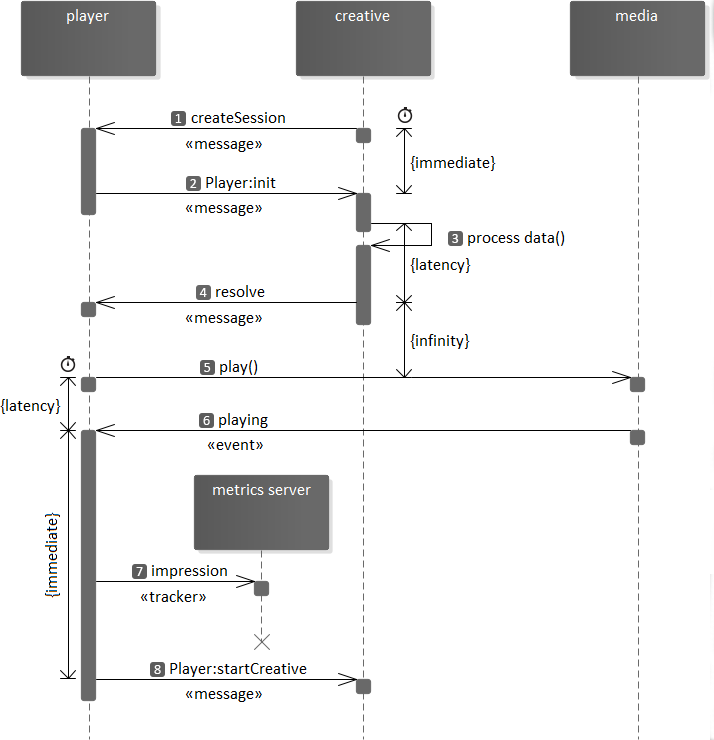 player
creative
media
1 createSession
«message»
{immediate}
2 Player:init
«message»
3 process data()
{latency}
4 resolve
«message»
{infinity}
5 play()
{latency}
6 playing
«event»
metrics server
{immediate}
7 impression
«tracker»
8 Player:startCreative
«message»